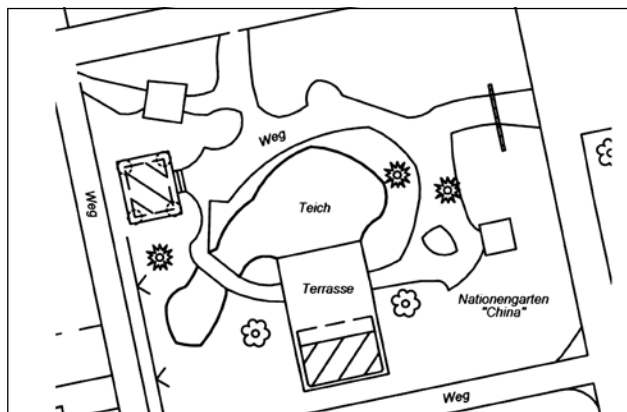 Weg
Weg
Teich
Terrasse
Nationengarten
"China"
Weg